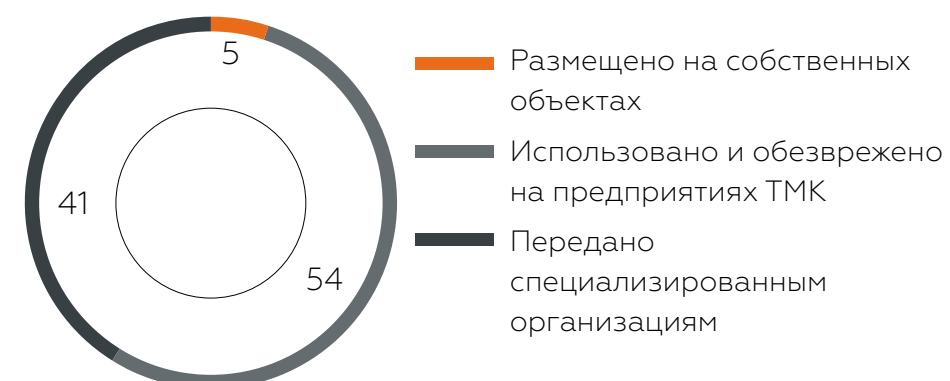 5
41
54
Размещено на собственных
объектах
Использовано и обезврежено
на предприятиях ТМК
Передано
специализированным
организациям